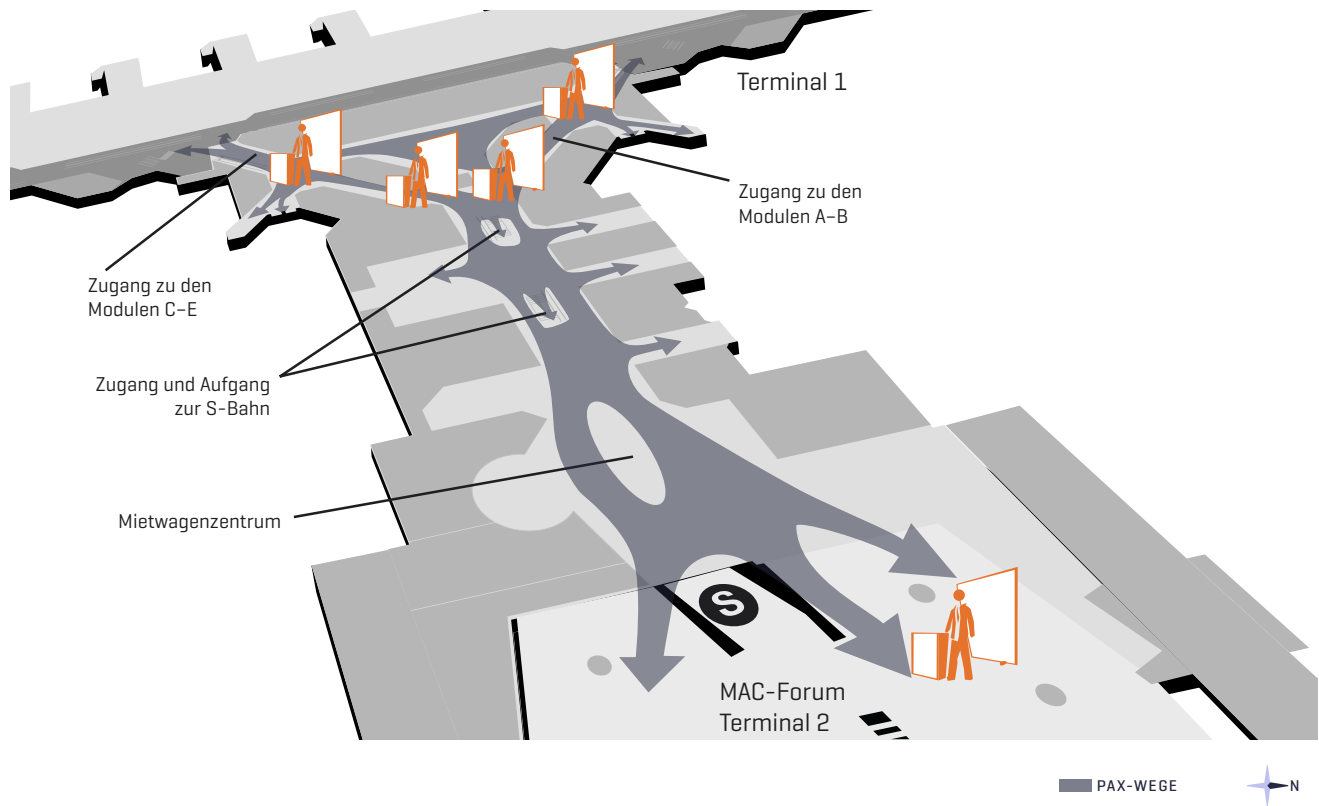 Terminal 1
Zugang zu den
Modulen A–B
Zugang zu den
Modulen C–E
Zugang und Aufgang
zur S-Bahn
Mietwagenzentrum
S
MAC-Forum
Terminal 2
PAX-WEGE
N